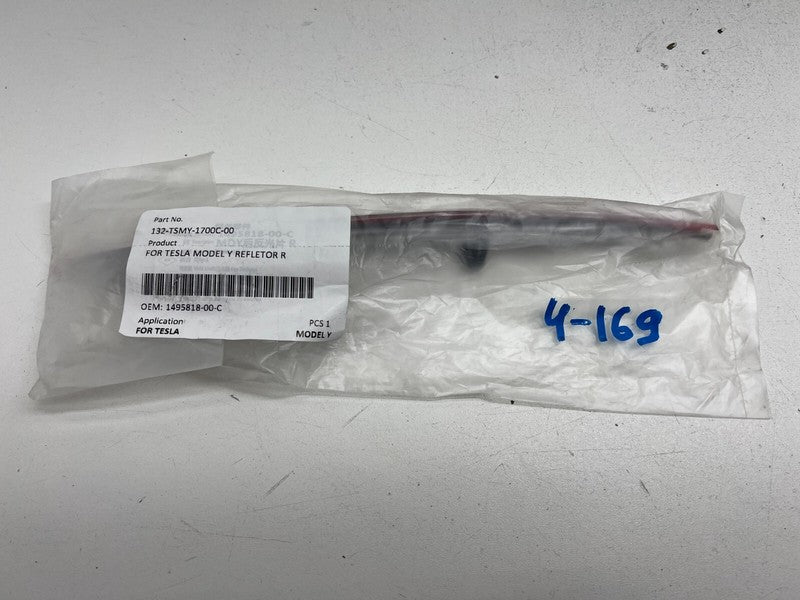 Part No.
132-TSMY-1700C-00
Product
FOR TESLA MODEL Y REFLETOR R
OEM: 1495818-00-C
Application PCS 1
FOR TESLA MODEL Y
4-169